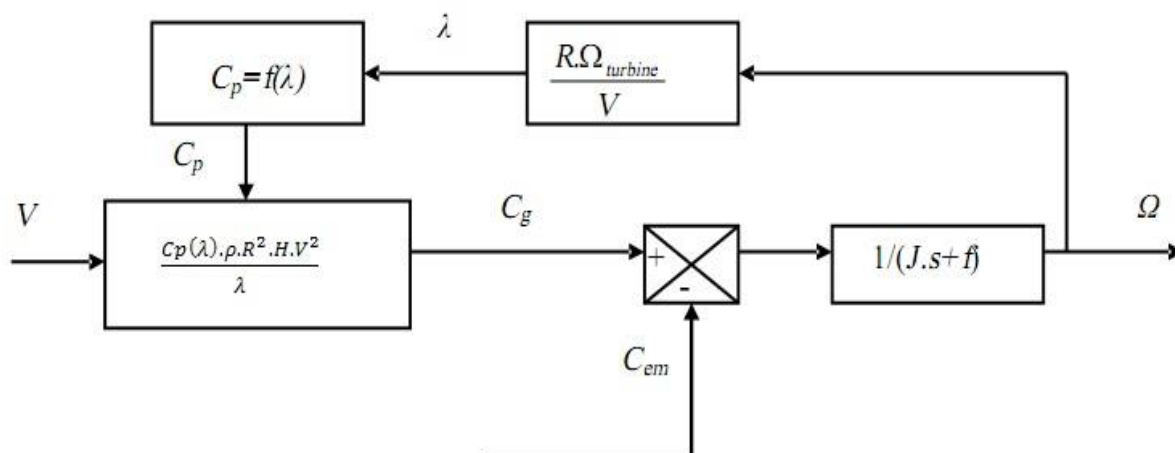 λ
C_p=f(λ)
R.Ω_turbine
V
C_p
V
C_g
Ω
Cp(λ).ρ.R².H.V²
λ
+
-
1/(J.s+f)
C_em